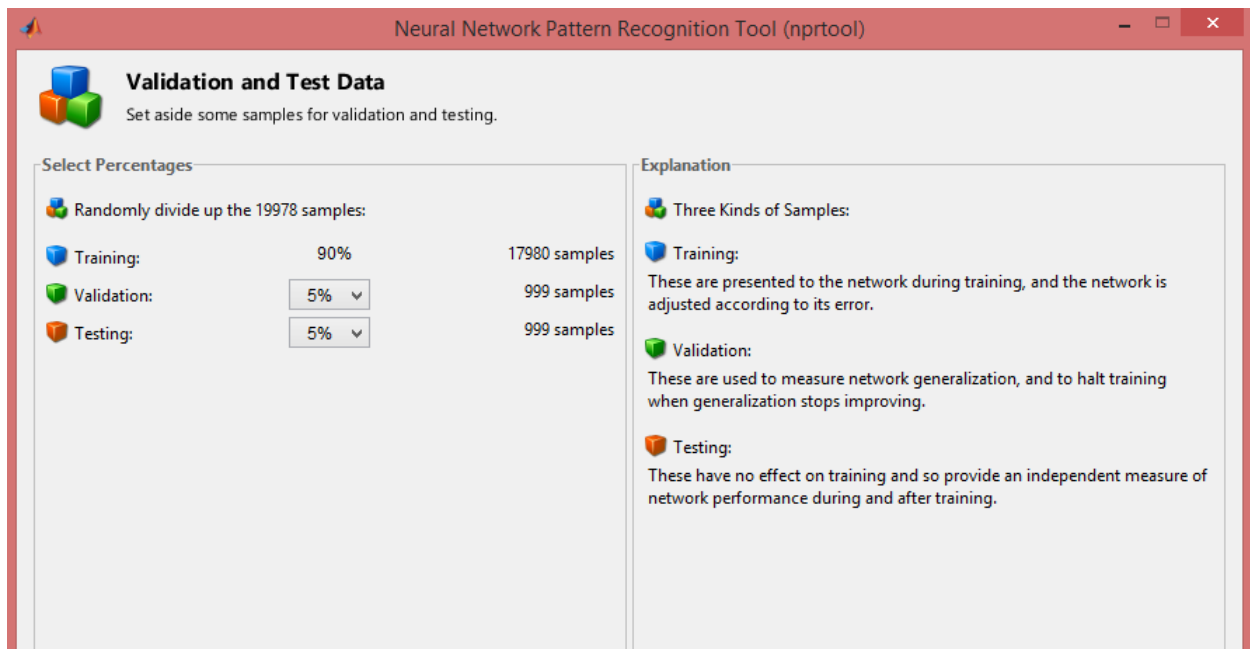 Neural Network Pattern Recognition Tool (nprtool)
Validation and Test Data
Set aside some samples for validation and testing.
Select Percentages
Randomly divide up the 19978 samples:
Training: 90% 17980 samples
Validation: 5% 999 samples
Testing: 5% 999 samples
Explanation
Three Kinds of Samples:
Training:
These are presented to the network during training, and the network is
adjusted according to its error.
Validation:
These are used to measure network generalization, and to halt training
when generalization stops improving.
Testing:
These have no effect on training and so provide an independent measure of
network performance during and after training.